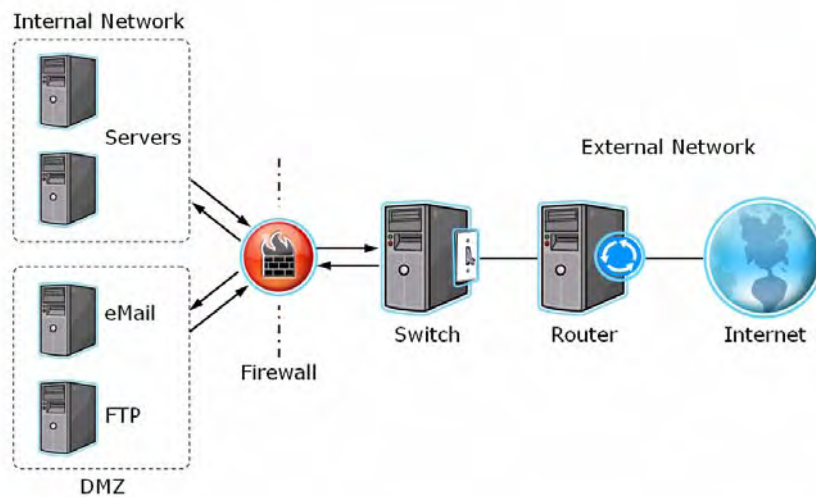 Internal Network
Servers
External Network
eMail
Switch
Router
Internet
Firewall
FTP
DMZ